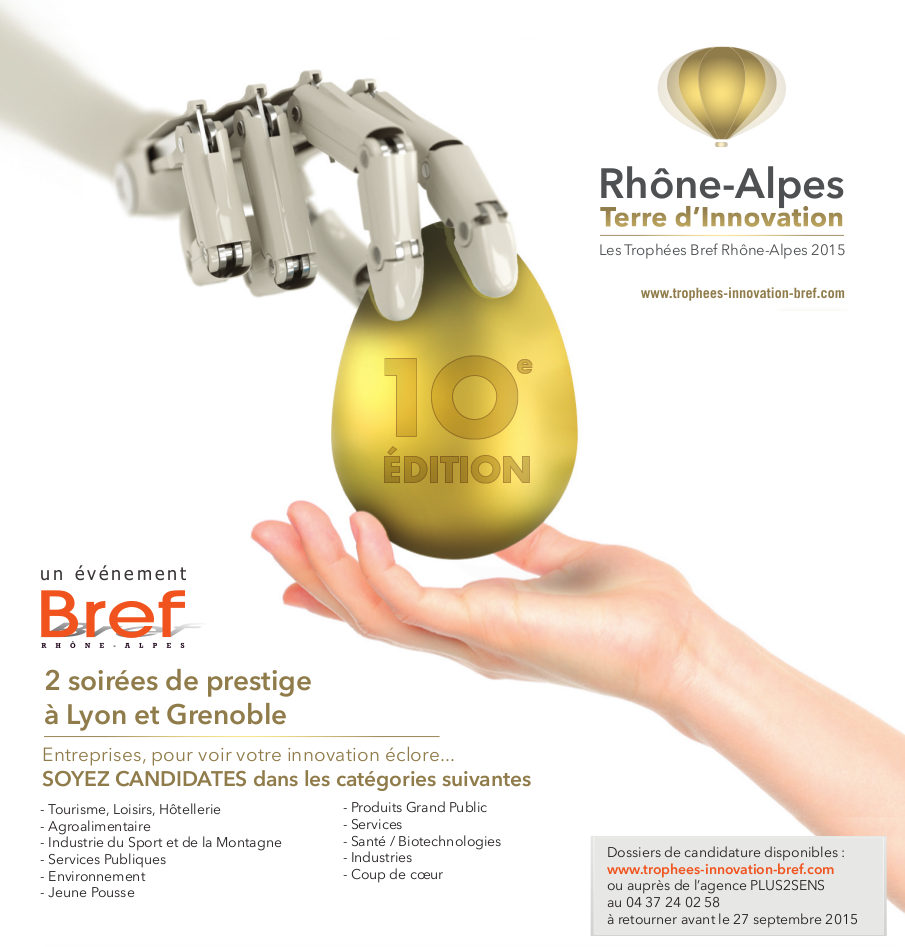 Rhône-Alpes
Terre d'Innovation
Les Trophées Bref Rhône-Alpes 2015
www.trophees-innovation-bref.com
10e
ÉDITION
un événement
Bref
RHÔNE-ALPES
2 soirées de prestige
à Lyon et Grenoble
Entreprises, pour voir votre innovation éclore...
SOYEZ CANDIDATES dans les catégories suivantes
- Tourisme, Loisirs, Hôtellerie
- Agroalimentaire
- Industrie du Sport et de la Montagne
- Services Publiques
- Environnement
- Jeune Pousse
- Produits Grand Public
- Services
- Santé / Biotechnologies
- Industries
- Coup de cœur
Dossiers de candidature disponibles :
www.trophees-innovation-bref.com
ou auprès de l'agence PLUS2SENS
au 04 37 24 02 58
à retourner avant le 27 septembre 2015